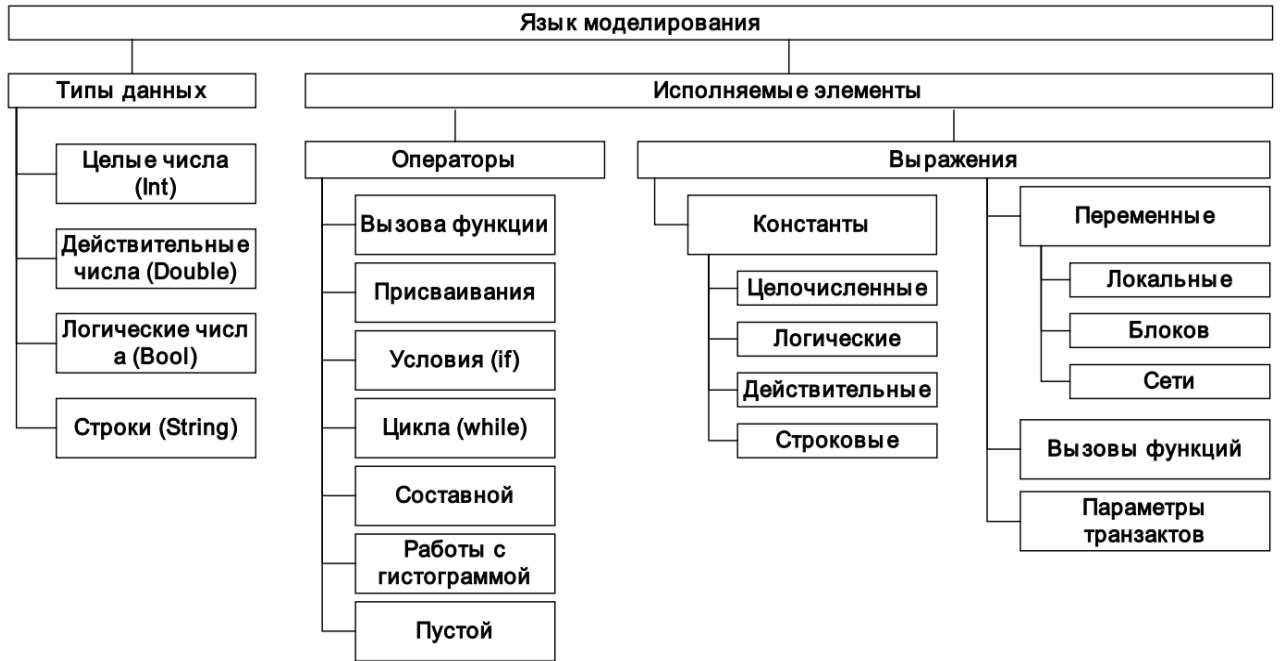 Язык моделирования
Типы данных
Целые числа
(Int)
Действительные
числа (Double)
Логические числ
а (Bool)
Строки (String)
Исполняемые элементы
Операторы
Вызова функции
Присваивания
Условия (if)
Цикла (while)
Составной
Работы с
гистограммой
Пустой
Выражения
Константы
Целочисленные
Логические
Действительные
Строковые
Переменные
Локальные
Блоков
Сети
Вызовы функций
Параметры
транзактов